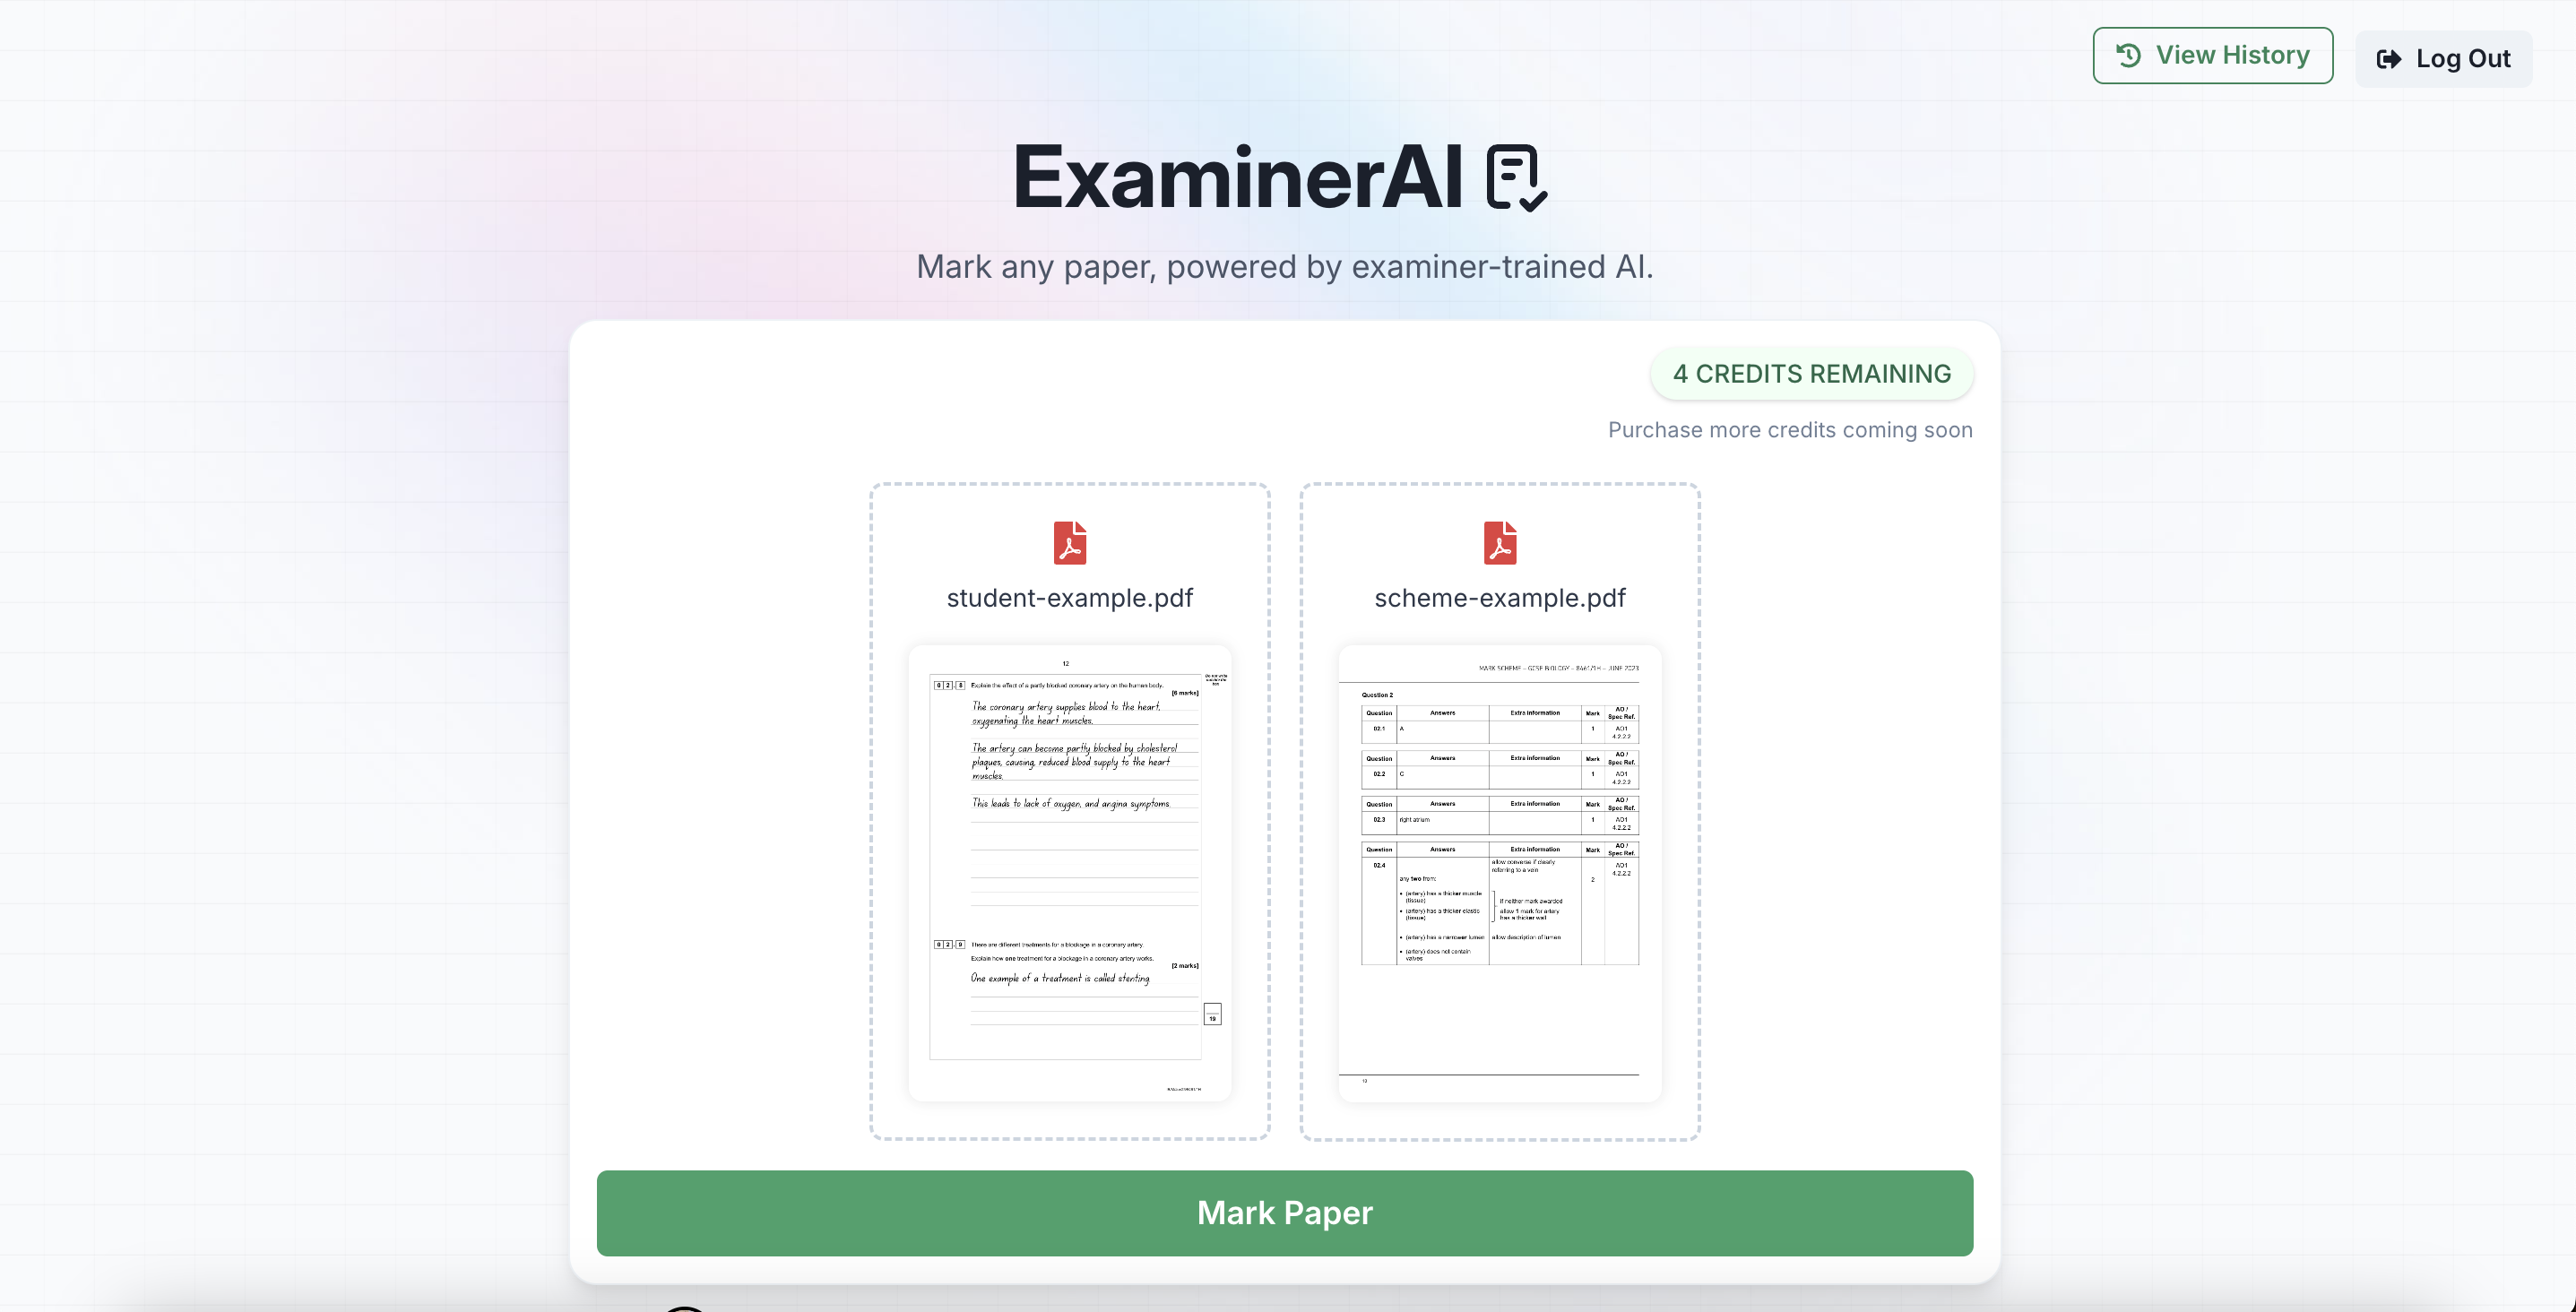 View History
Log Out
ExaminerAI
Mark any paper, powered by examiner-trained AI.
4 CREDITS REMAINING
Purchase more credits coming soon
student-example.pdf
12
Do not write outside the box
0 2 . 8 Explain the effect of a partly blocked coronary artery on the human body.
[6 marks]
The coronary artery supplies blood to the heart,
oxygenating the heart muscles.
The artery can become partly blocked by cholesterol
plaques, causing, reduced blood supply to the heart
muscles.
This leads to lack of oxygen, and angina symptoms.
0 2 . 9 There are different treatments for a blockage in a coronary artery.
Explain how one treatment for a blockage in a coronary artery works.
[2 marks]
One example of a treatment is called stenting.
19
scheme-example.pdf
MARK SCHEME – GCSE BIOLOGY – 8461/1H – JUNE 2023
Question 2
Question Answers Extra information Mark AO / Spec Ref.
02.1 A 1 AO1 4.2.2.2
Question Answers Extra information Mark AO / Spec Ref.
02.2 C 1 AO1 4.2.2.2
Question Answers Extra information Mark AO / Spec Ref.
02.3 right atrium 1 AO1 4.2.2.2
Question Answers Extra information Mark AO / Spec Ref.
02.4 allow converse if clearly referring to a vein AO1 4.2.2.2
any two from: 2
• (artery) has a thicker muscle (tissue)
• (artery) has a thicker elastic (tissue)
if neither mark awarded allow 1 mark for artery has a thicker wall
• (artery) has a narrower lumen allow description of lumen
• (artery) does not contain valves
10
Mark Paper